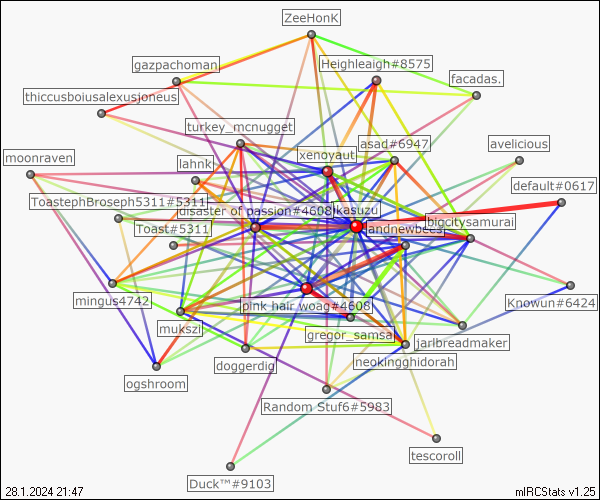 ZeeHonK
gazpachoman
Heighleaigh#8575
facadas.
thiccusboiusalexusjoneus
turkey_mcnugget
asad#6947
avelicious
moonraven
lahnk
xenoyaut
default#0617
ToastephBroseph5311#5311
disaster of passion#4608
kasuzu
bigcitysamurai
Toast#5311
andnewbees
mingus4742
pink hair woag#4608
Knowun#6424
mukszi
gregor_samsa
jarlbreadmaker
doggerdig
neokingghidorah
ogshroom
Random Stuf6#5983
tescoroll
Duck™#9103
28.1.2024 21:47
mIRCStats v1.25